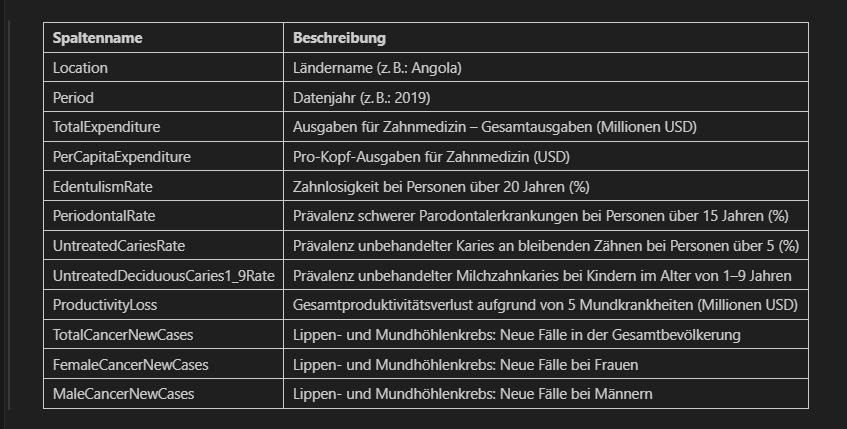 Spaltenname Beschreibung
Location Ländername (z. B.: Angola)
Period Datenjahr (z. B.: 2019)
TotalExpenditure Ausgaben für Zahnmedizin – Gesamtausgaben (Millionen USD)
PerCapitaExpenditure Pro-Kopf-Ausgaben für Zahnmedizin (USD)
EdentulismRate Zahnlosigkeit bei Personen über 20 Jahren (%)
PeriodontalRate Prävalenz schwerer Parodontalerkrankungen bei Personen über 15 Jahren (%)
UntreatedCariesRate Prävalenz unbehandelter Karies an bleibenden Zähnen bei Personen über 5 (%)
UntreatedDeciduousCaries1_9Rate Prävalenz unbehandelter Milchzahnkaries bei Kindern im Alter von 1–9 Jahren
ProductivityLoss Gesamtproduktivitätsverlust aufgrund von 5 Mundkrankheiten (Millionen USD)
TotalCancerNewCases Lippen- und Mundhöhlenkrebs: Neue Fälle in der Gesamtbevölkerung
FemaleCancerNewCases Lippen- und Mundhöhlenkrebs: Neue Fälle bei Frauen
MaleCancerNewCases Lippen- und Mundhöhlenkrebs: Neue Fälle bei Männern